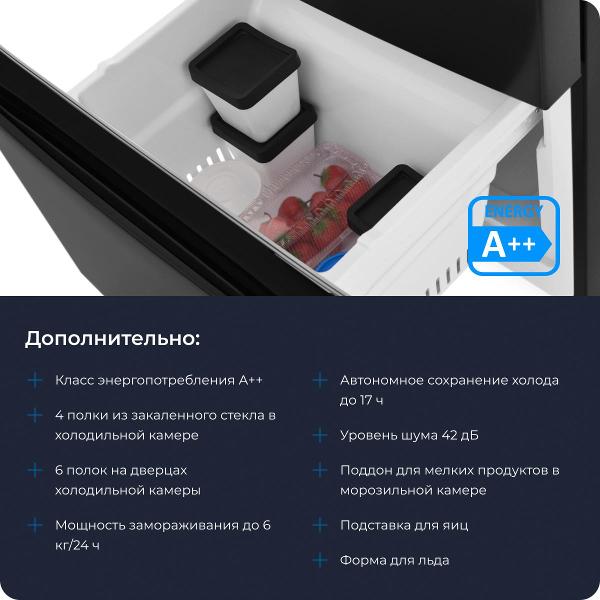 ENERGY
A++
Дополнительно:
Класс энергопотребления А++
4 полки из закаленного стекла в
холодильной камере
6 полок на дверцах
холодильной камеры
Мощность замораживания до 6
кг/24 ч
Автономное сохранение холода
до 17 ч
Уровень шума 42 дБ
Поддон для мелких продуктов в
морозильной камере
Подставка для яиц
Форма для льда